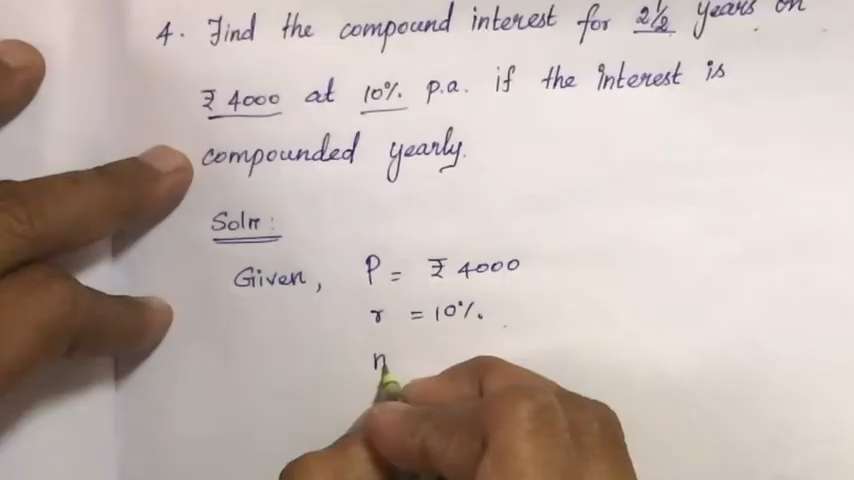 4. Find the compound interest for 2½ years on
₹ 4000 at 10% p.a. if the interest is
compounded yearly.
Soln:
Given, P = ₹ 4000
r = 10%.
n